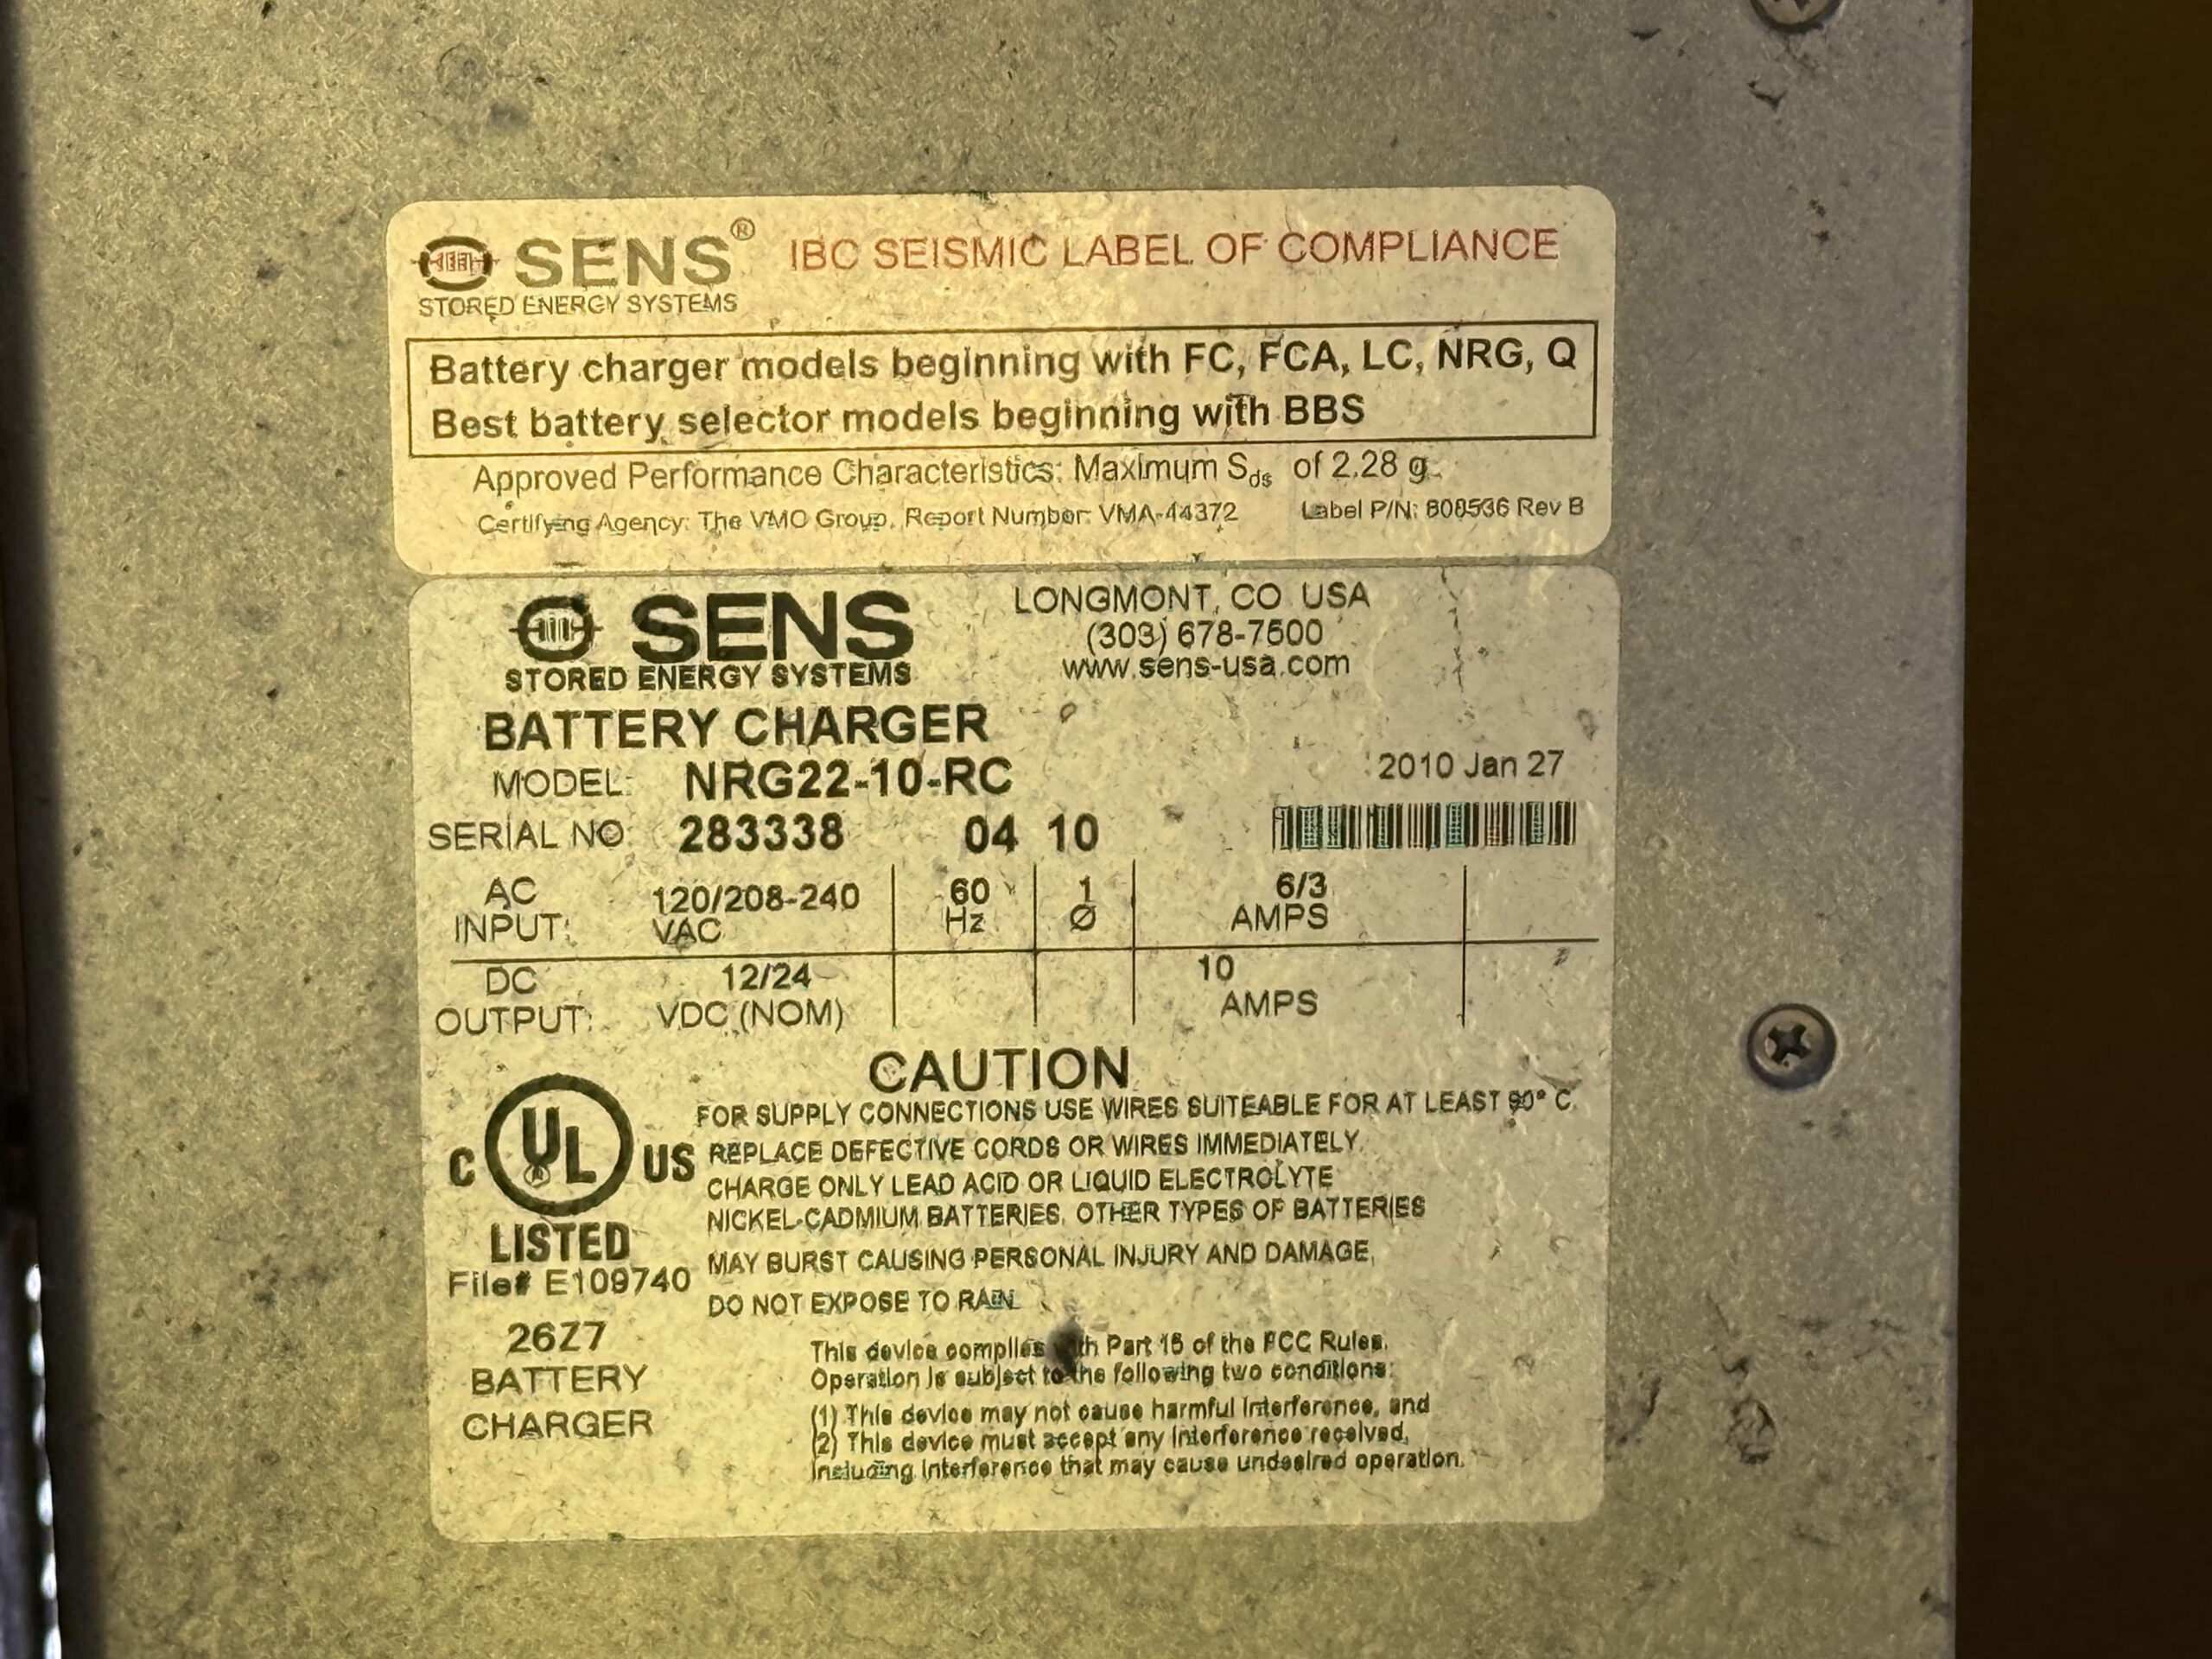 SENS® IBC SEISMIC LABEL OF COMPLIANCE
STORED ENERGY SYSTEMS
Battery charger models beginning with FC, FCA, LC, NRG, Q
Best battery selector models beginning with BBS
Approved Performance Characteristics: Maximum Sds of 2.28 g
Certifying Agency: The VMC Group, Report Number: VMA-44372 Label P/N: 808536 Rev B
SENS
STORED ENERGY SYSTEMS
LONGMONT, CO USA
(303) 678-7500
www.sens-usa.com
BATTERY CHARGER
MODEL: NRG22-10-RC
2010 Jan 27
SERIAL NO: 283338 04 10
AC INPUT: 120/208-240 VAC 60 Hz 1 Ø 6/3 AMPS
DC OUTPUT: 12/24 VDC (NOM) 10 AMPS
CAUTION
FOR SUPPLY CONNECTIONS USE WIRES SUITEABLE FOR AT LEAST 90° C.
REPLACE DEFECTIVE CORDS OR WIRES IMMEDIATELY.
CHARGE ONLY LEAD ACID OR LIQUID ELECTROLYTE
NICKEL-CADMIUM BATTERIES. OTHER TYPES OF BATTERIES
MAY BURST CAUSING PERSONAL INJURY AND DAMAGE.
DO NOT EXPOSE TO RAIN.
C UL® US
LISTED
File# E109740
26Z7
BATTERY
CHARGER
This device complies with Part 15 of the FCC Rules.
Operation is subject to the following two conditions:
(1) This device may not cause harmful interference, and
(2) This device must accept any interference received,
including interference that may cause undesired operation.